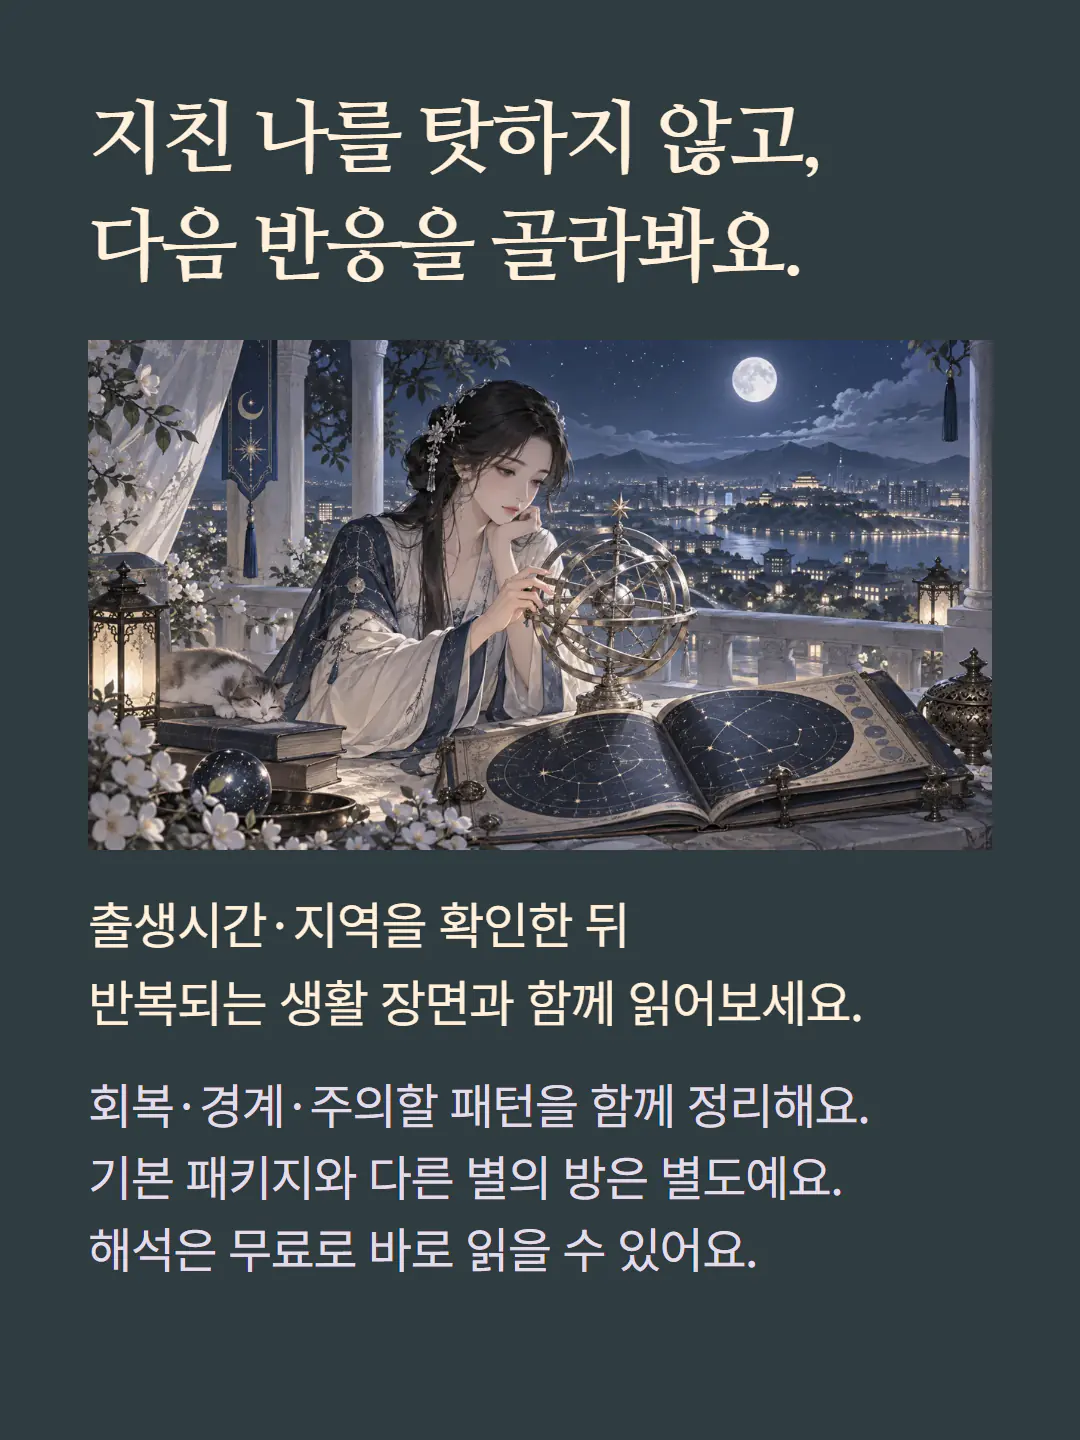 지친 나를 탓하지 않고,
다음 반응을 골라봐요.
출생시간·지역을 확인한 뒤
반복되는 생활 장면과 함께 읽어보세요.
회복·경계·주의할 패턴을 함께 정리해요.
기본 패키지와 다른 별의 방은 별도예요.
해석은 무료로 바로 읽을 수 있어요.